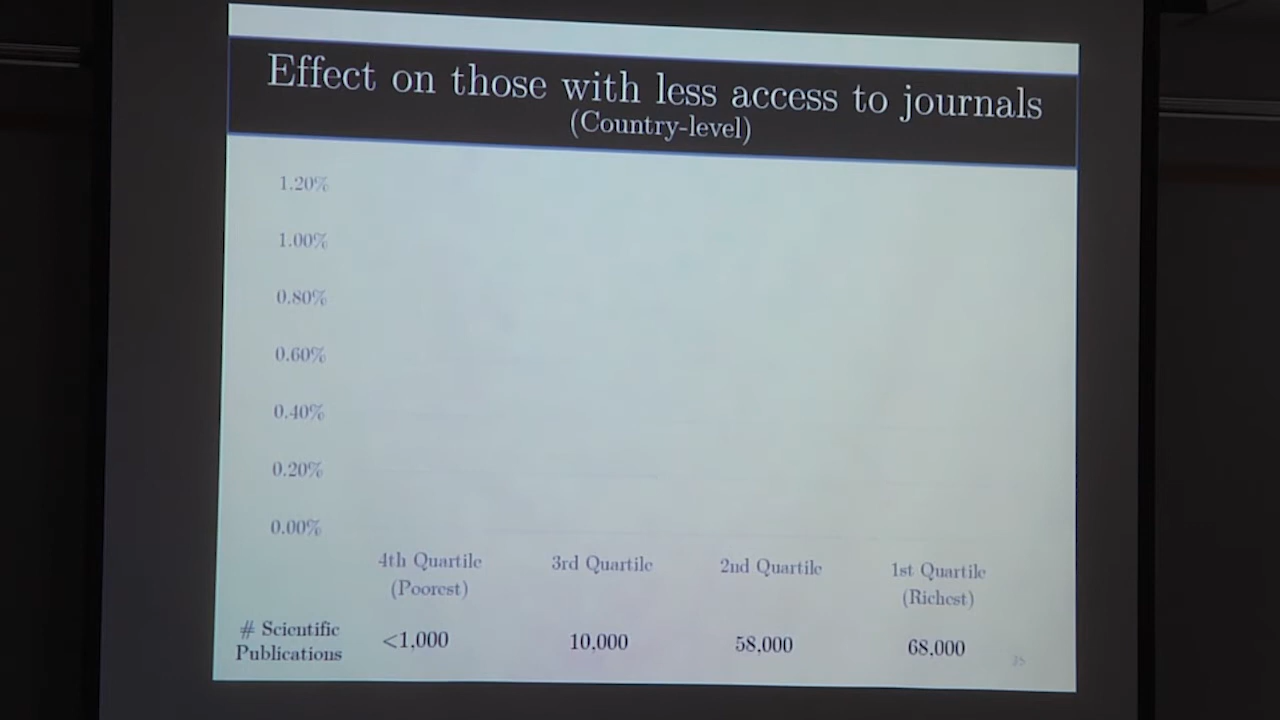 Effect on those with less access to journals
(Country-level)
1.20%
1.00%
0.80%
0.60%
0.40%
0.20%
0.00%
4th Quartile 3rd Quartile 2nd Quartile 1st Quartile
(Poorest) (Richest)
# Scientific
Publications <1,000 10,000 58,000 68,000